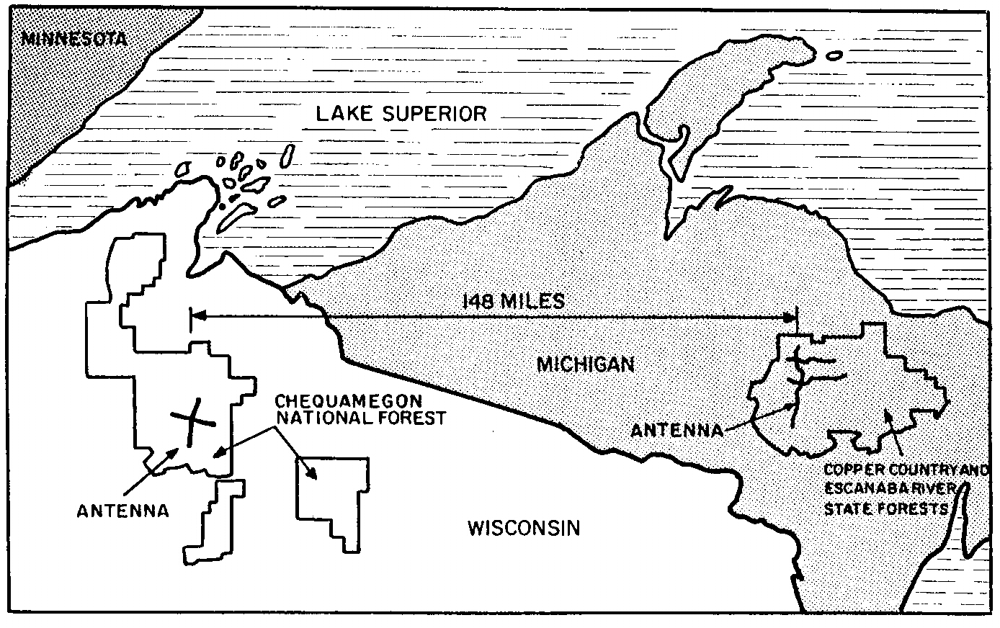 MINNESOTA
LAKE SUPERIOR
148 MILES
MICHIGAN
CHEQUAMEGON
NATIONAL FOREST
ANTENNA
COPPER COUNTRY AND
ESCANABA RIVER
STATE FORESTS
ANTENNA
WISCONSIN